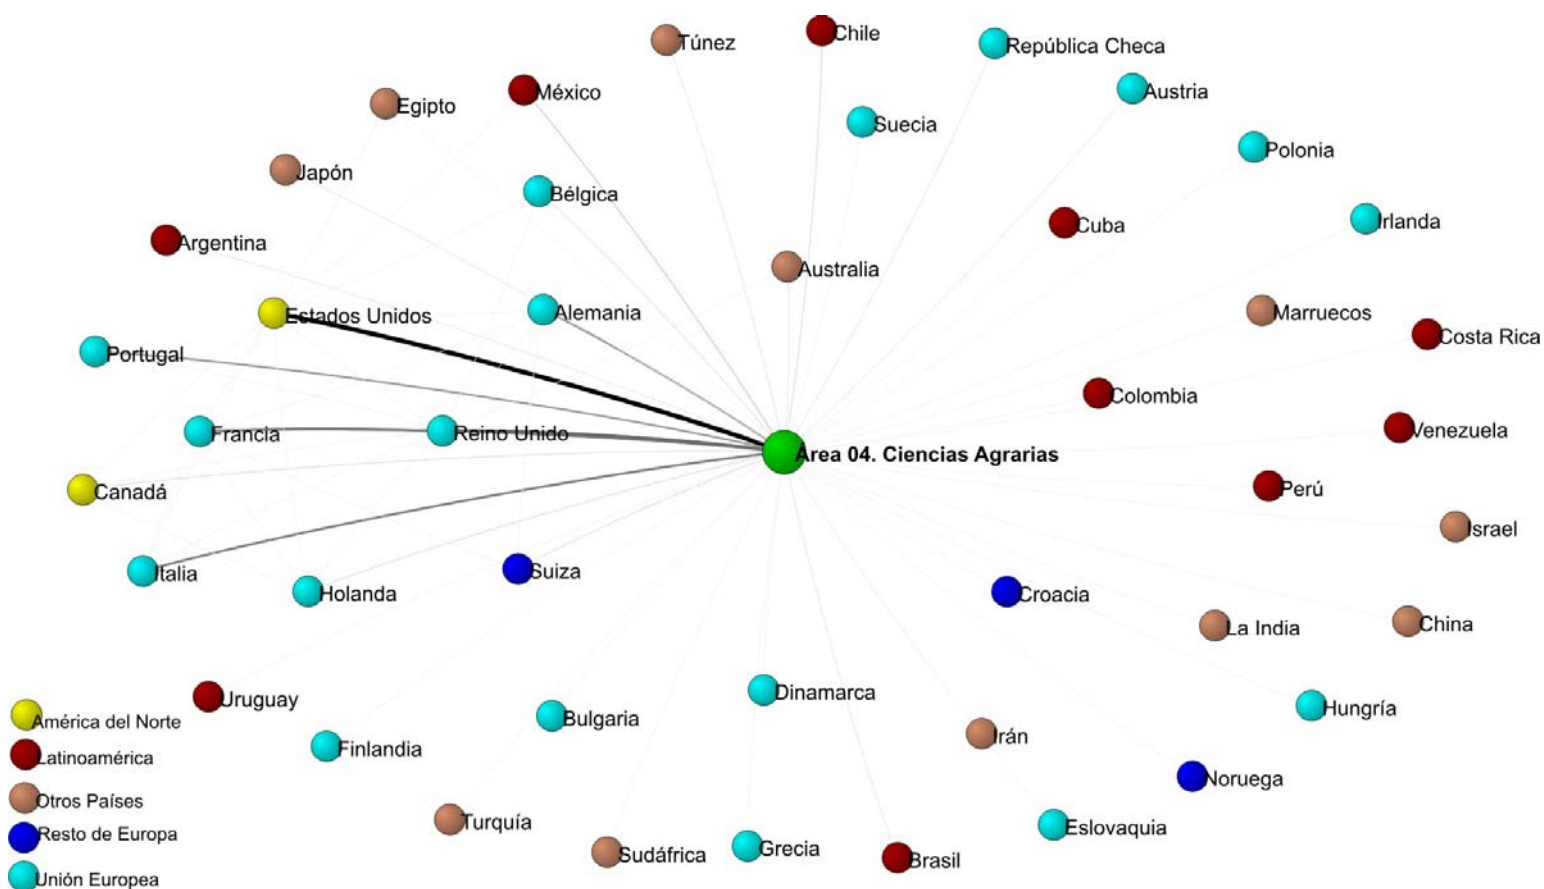 Túnez
Chile
República Checa
México
Egipto
Austria
Suecia
Polonia
Japón
Bélgica
Irlanda
Cuba
Argentina
Australia
Estados Unidos
Alemania
Marruecos
Costa Rica
Portugal
Colombia
Francia
Reino Unido
Venezuela
Área 04. Ciencias Agrarias
Canadá
Perú
Israel
Italia
Holanda
Suiza
Croacia
La India
China
Uruguay
Dinamarca
Hungría
Bulgaria
Finlandia
Irán
Noruega
Turquía
Eslovaquia
Sudáfrica
Grecia
Brasil
América del Norte
Latinoamérica
Otros Países
Resto de Europa
Unión Europea